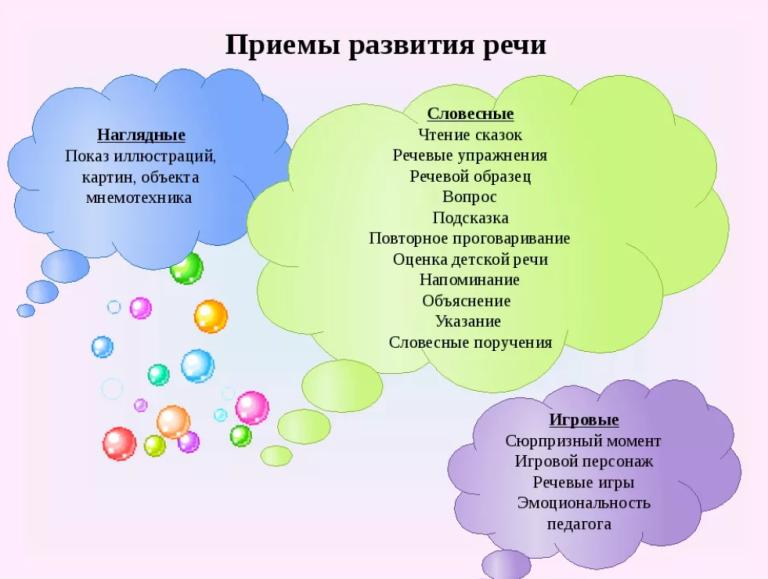 Приемы развития речи
Наглядные
Показ иллюстраций,
картин, объекта
мнемотехника
Словесные
Чтение сказок
Речевые упражнения
Речевой образец
Вопрос
Подсказка
Повторное проговаривание
Оценка детской речи
Напоминание
Объяснение
Указание
Словесные поручения
Игровые
Сюрпризный момент
Игровой персонаж
Речевые игры
Эмоциональность
педагога